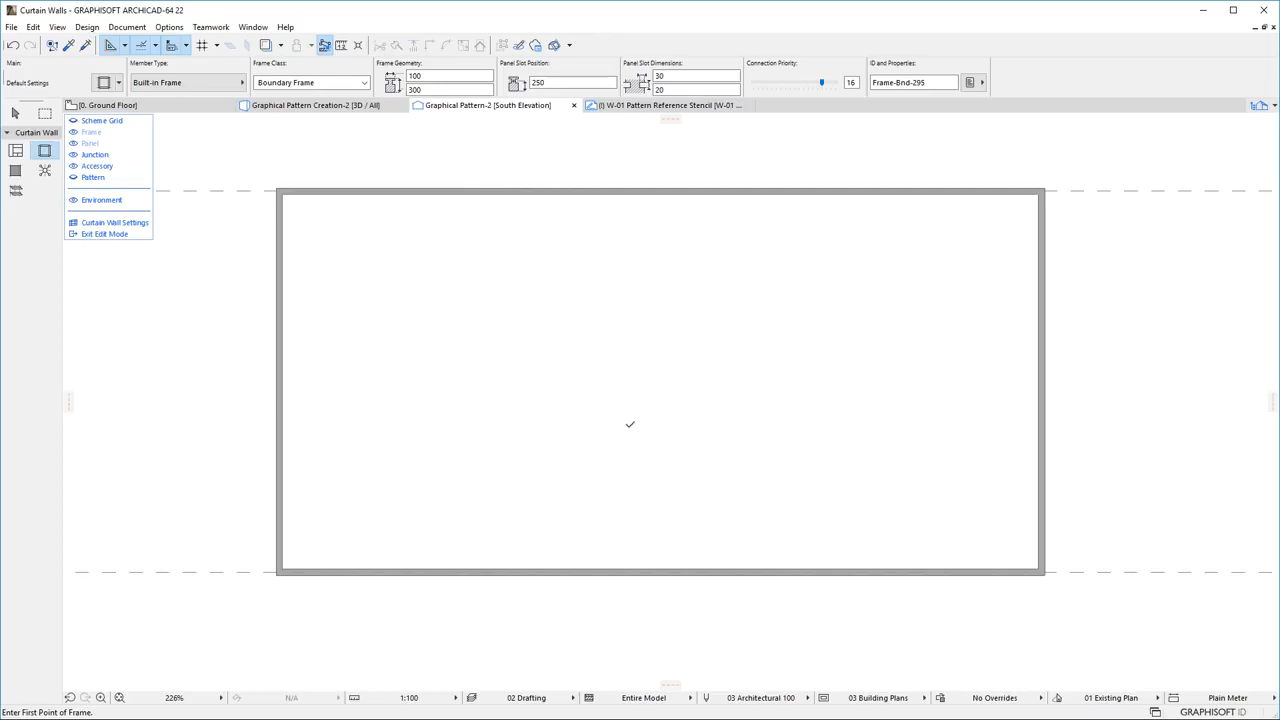 Curtain Walls - GRAPHISOFT ARCHICAD-64 22
File Edit View Design Document Options Teamwork Window Help
Main: Member Type: Frame Class: Frame Geometry: Panel Slot Position: Panel Slot Dimensions: Connection Priority: ID and Properties:
Default Settings Built-in Frame Boundary Frame 100 300 250 30 20 16 Frame-Bnd-295
[0. Ground Floor] Graphical Pattern Creation-2 [3D / All] Graphical Pattern-2 [South Elevation] (!) W-01 Pattern Reference Stencil [W-01 ...
Scheme Grid
Curtain Wall
Frame
Panel
Junction
Accessory
Pattern
Environment
Curtain Wall Settings
Exit Edit Mode
226% N/A 1:100 02 Drafting Entire Model 03 Architectural 100 03 Building Plans No Overrides 01 Existing Plan Plain Meter
Enter First Point of Frame. GRAPHISOFT ID